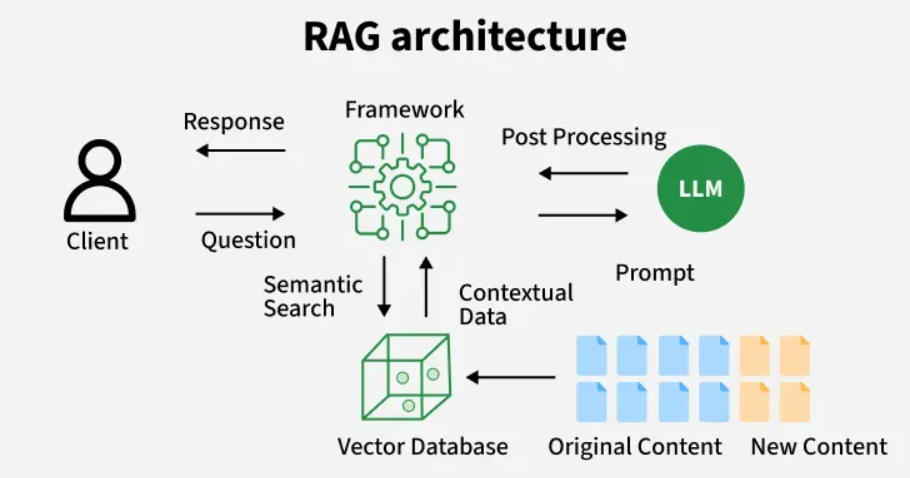 RAG architecture
Framework
Response
Post Processing
LLM
Client
Question
Prompt
Semantic
Search
Contextual
Data
Vector Database
Original Content
New Content